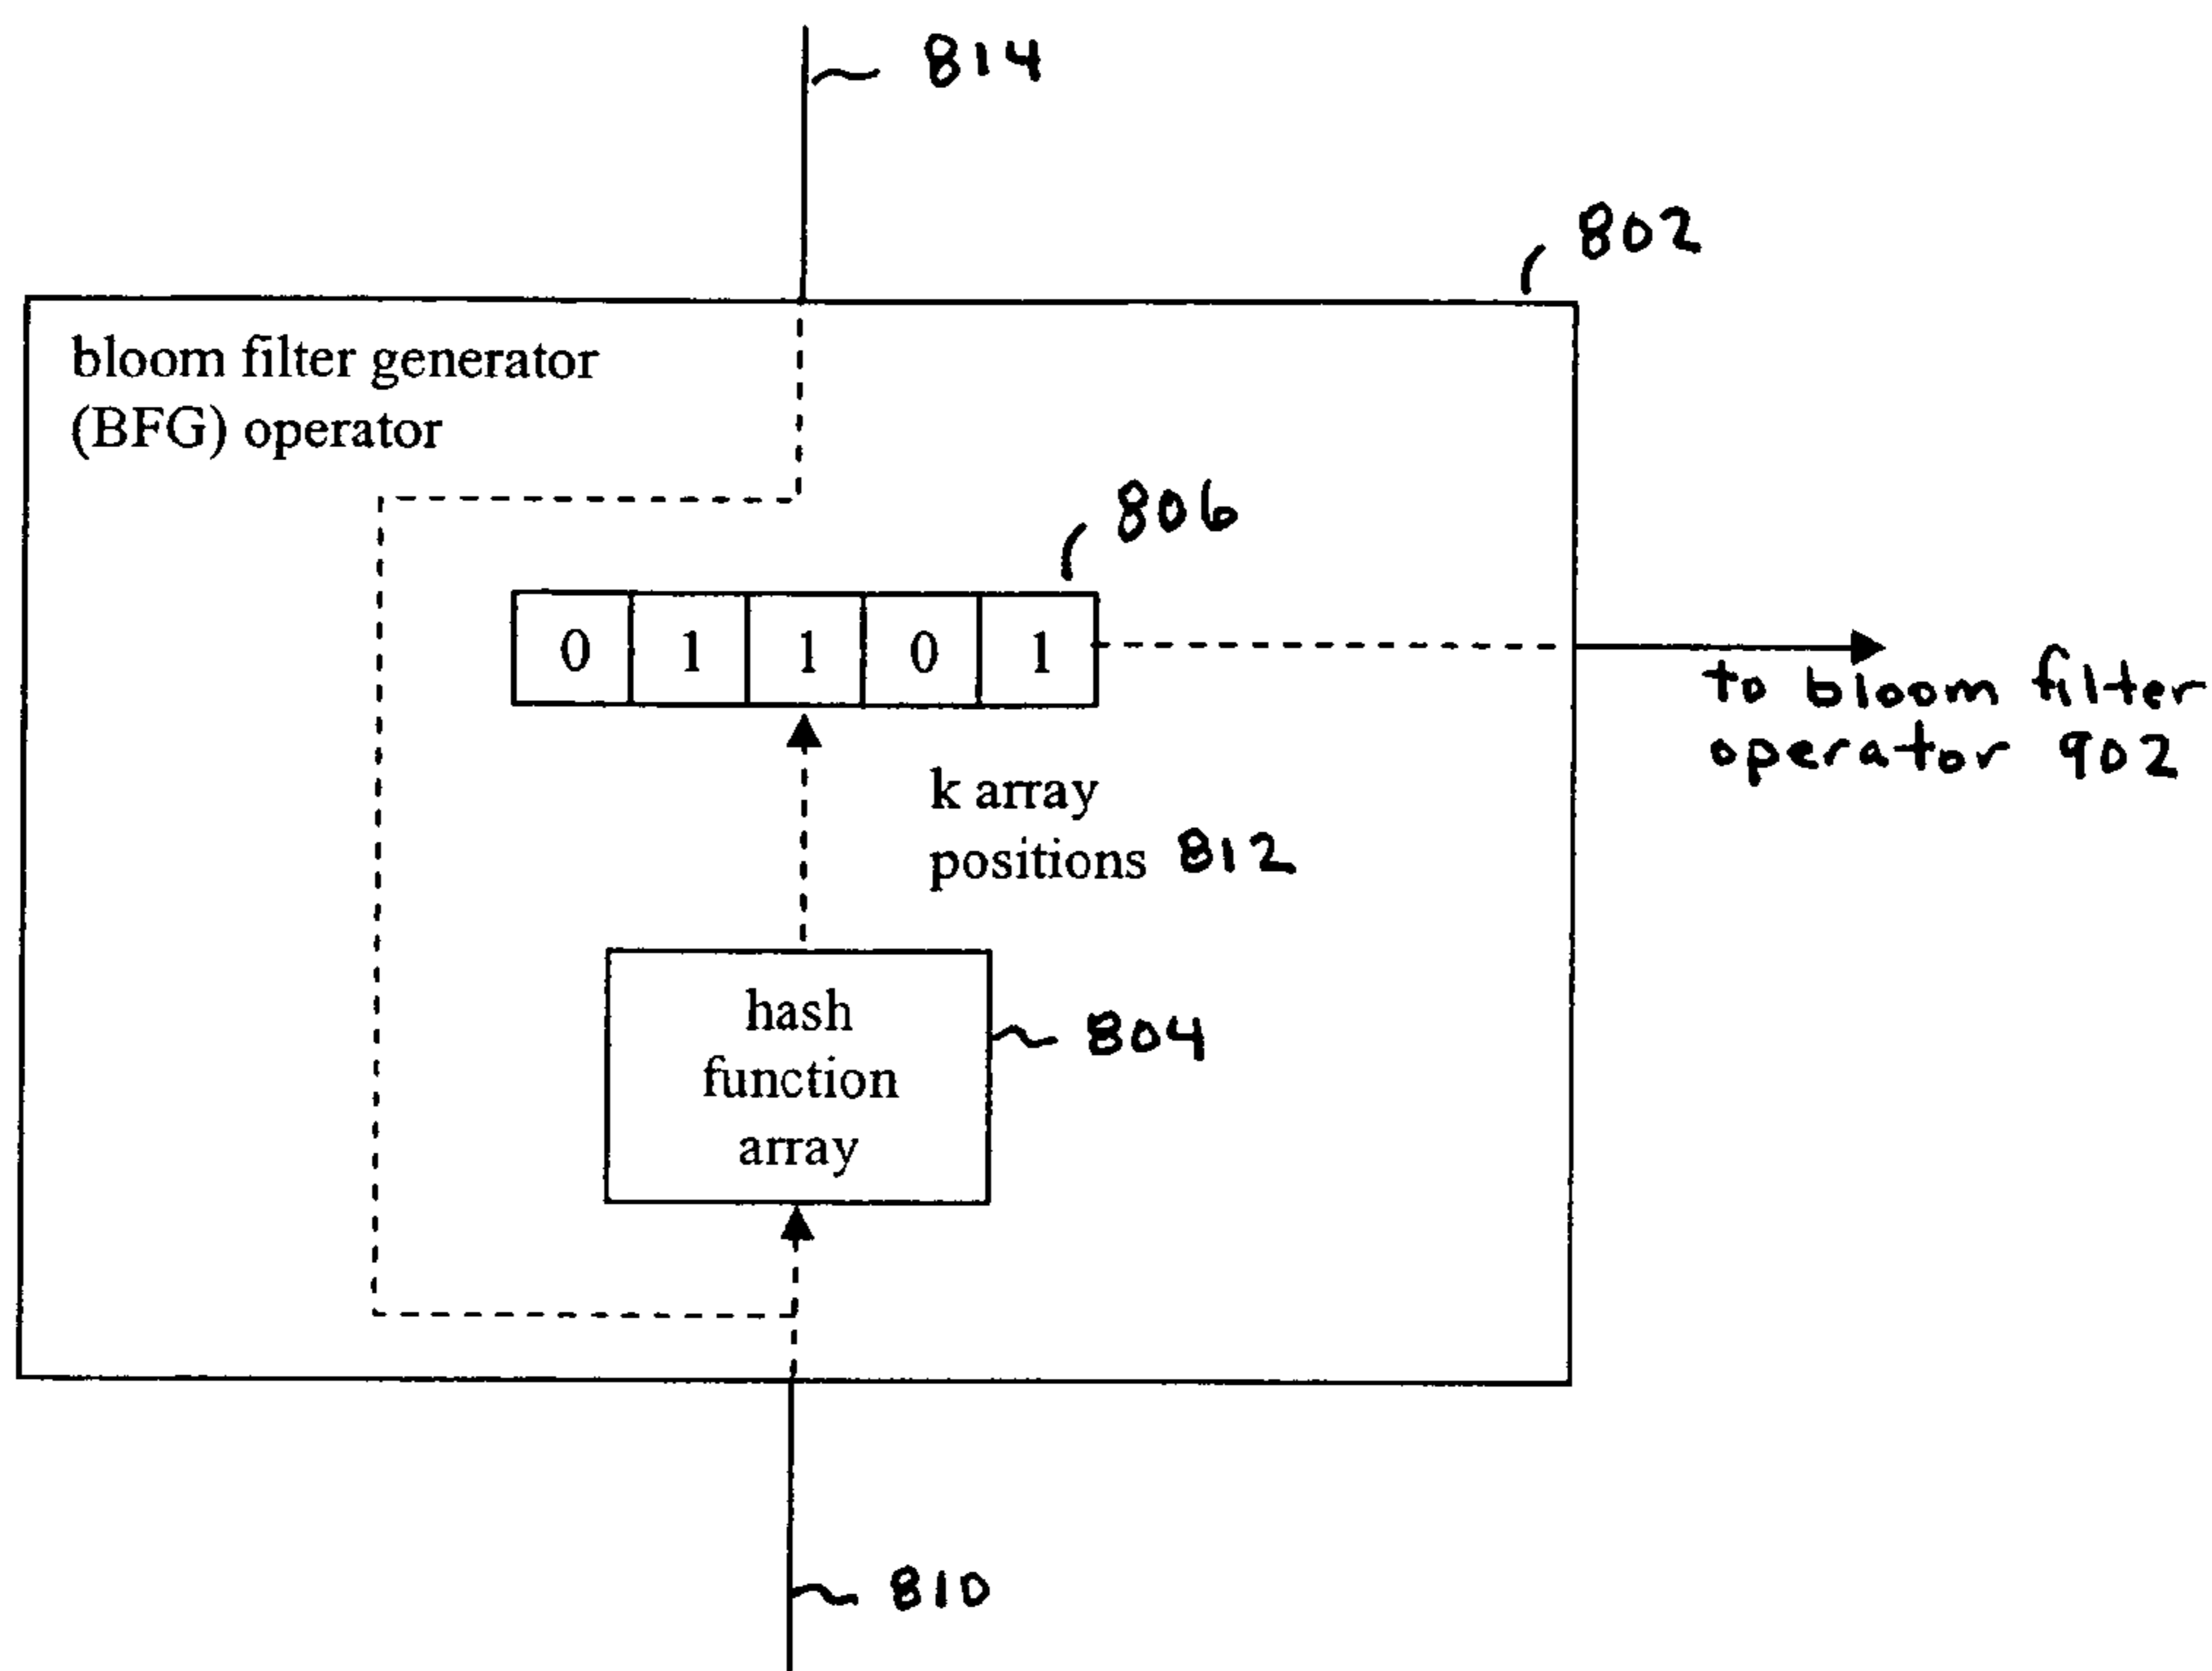 814
802
bloom filter generator
(BFG) operator
806
0 1 1 0 1
to bloom filter
operator 902
k array
positions 812
hash
function
array
804
810